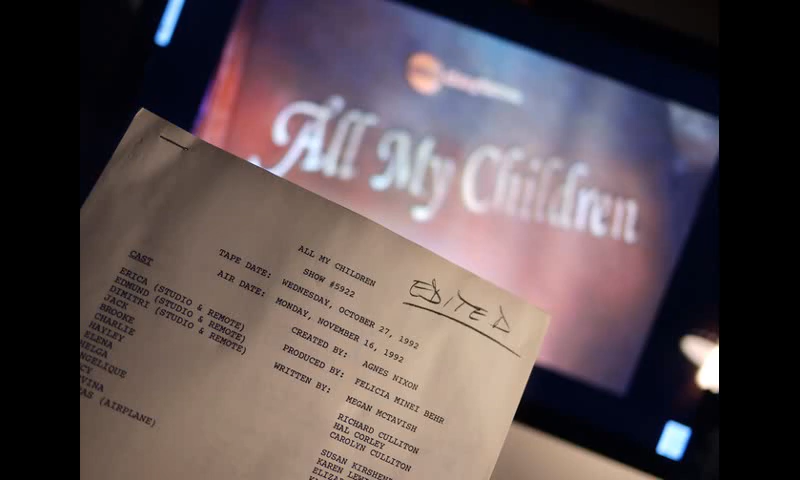 All My Children
ALL MY CHILDREN
SHOW #5922
EDITED
TAPE DATE: WEDNESDAY, OCTOBER 27, 1992
AIR DATE: MONDAY, NOVEMBER 16, 1992
CREATED BY: AGNES NIXON
PRODUCED BY: FELICIA MINEI BEHR
WRITTEN BY: MEGAN MCTAVISH
RICHARD CULLITON
HAL CORLEY
CAROLYN CULLITON
SUSAN
KAREN
CAST
ERICA (STUDIO & REMOTE)
EDMUND (STUDIO & REMOTE)
DIMITRI (STUDIO & REMOTE)
JACK
BROOKE
CHARLIE
HAYLEY
ELENA
HELGA
ANGELIQUE
(AIRPLANE)